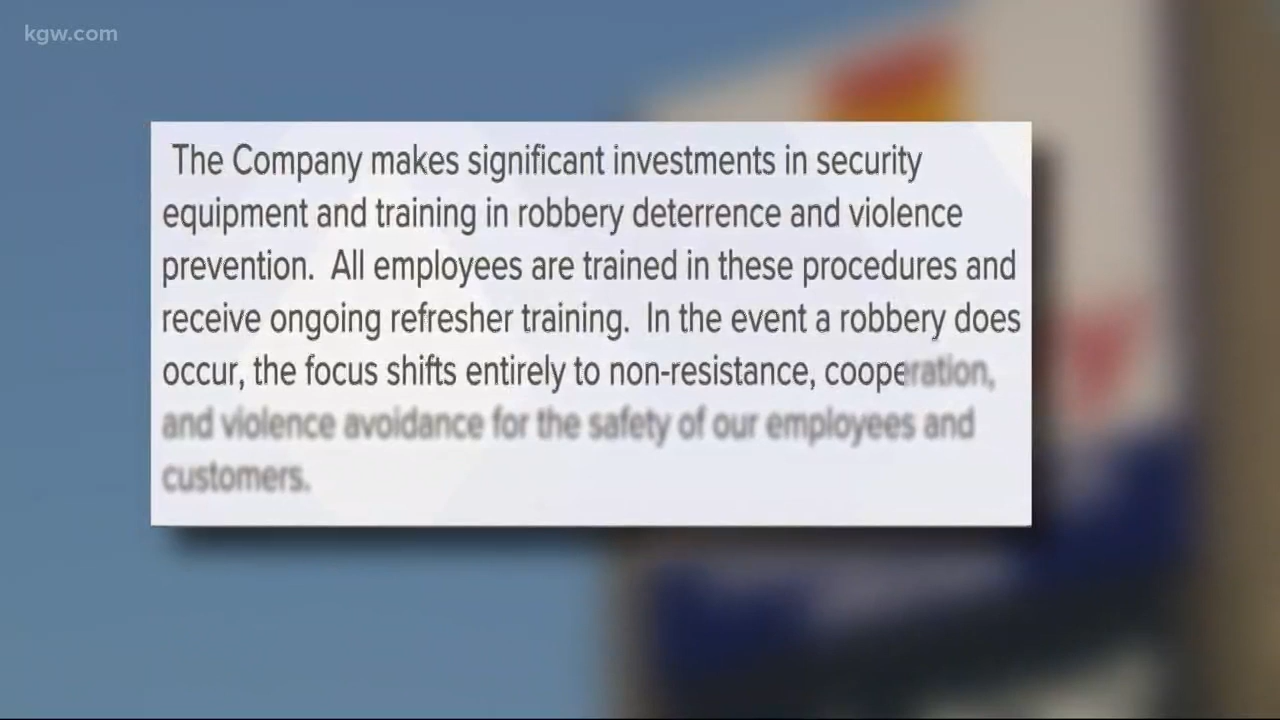 kgw.com
The Company makes significant investments in security
equipment and training in robbery deterrence and violence
prevention.  All employees are trained in these procedures and
receive ongoing refresher training.  In the event a robbery does
occur, the focus shifts entirely to non-resistance, cooperation,
and violence avoidance for the safety of our employees and
customers.